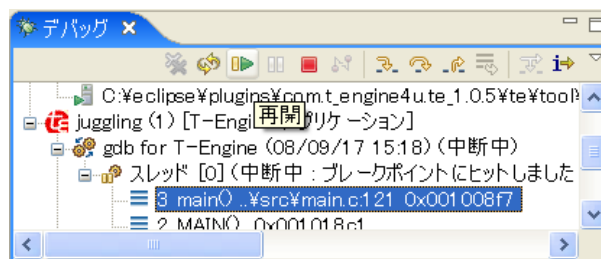 デバッグ
C:¥eclipse¥plugins¥com.t_engine4u.te_1.0.5¥te¥tool¥
juggling (1) [T-Engi プリケーション]
再開
gdb for T-Engine (08/09/17 15:18) (中断中)
スレッド [0] (中断中 : ブレークポイントにヒットしました
3 main() ..¥src¥main.c:121 0x001008f7
2 MAIN() 0x001018c1